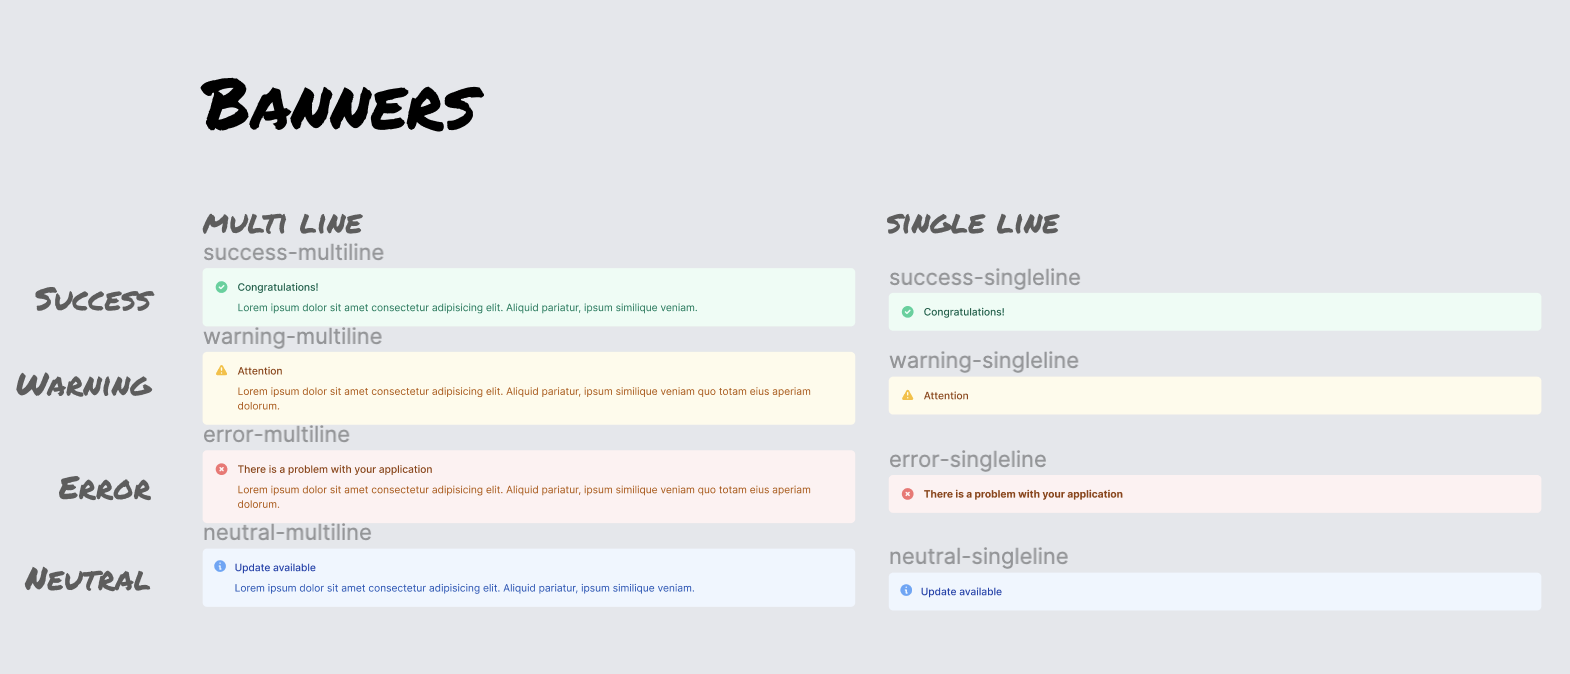 Banners
multi line
single line
success-multiline
success-singleline
Success
Congratulations!
Lorem ipsum dolor sit amet consectetur adipisicing elit. Aliquid pariatur, ipsum similique veniam.
Congratulations!
warning-multiline
warning-singleline
Warning
Attention
Lorem ipsum dolor sit amet consectetur adipisicing elit. Aliquid pariatur, ipsum similique veniam quo totam eius aperiam
dolorum.
Attention
error-multiline
error-singleline
Error
There is a problem with your application
Lorem ipsum dolor sit amet consectetur adipisicing elit. Aliquid pariatur, ipsum similique veniam quo totam eius aperiam
dolorum.
There is a problem with your application
neutral-multiline
neutral-singleline
Neutral
Update available
Lorem ipsum dolor sit amet consectetur adipisicing elit. Aliquid pariatur, ipsum similique veniam.
Update available